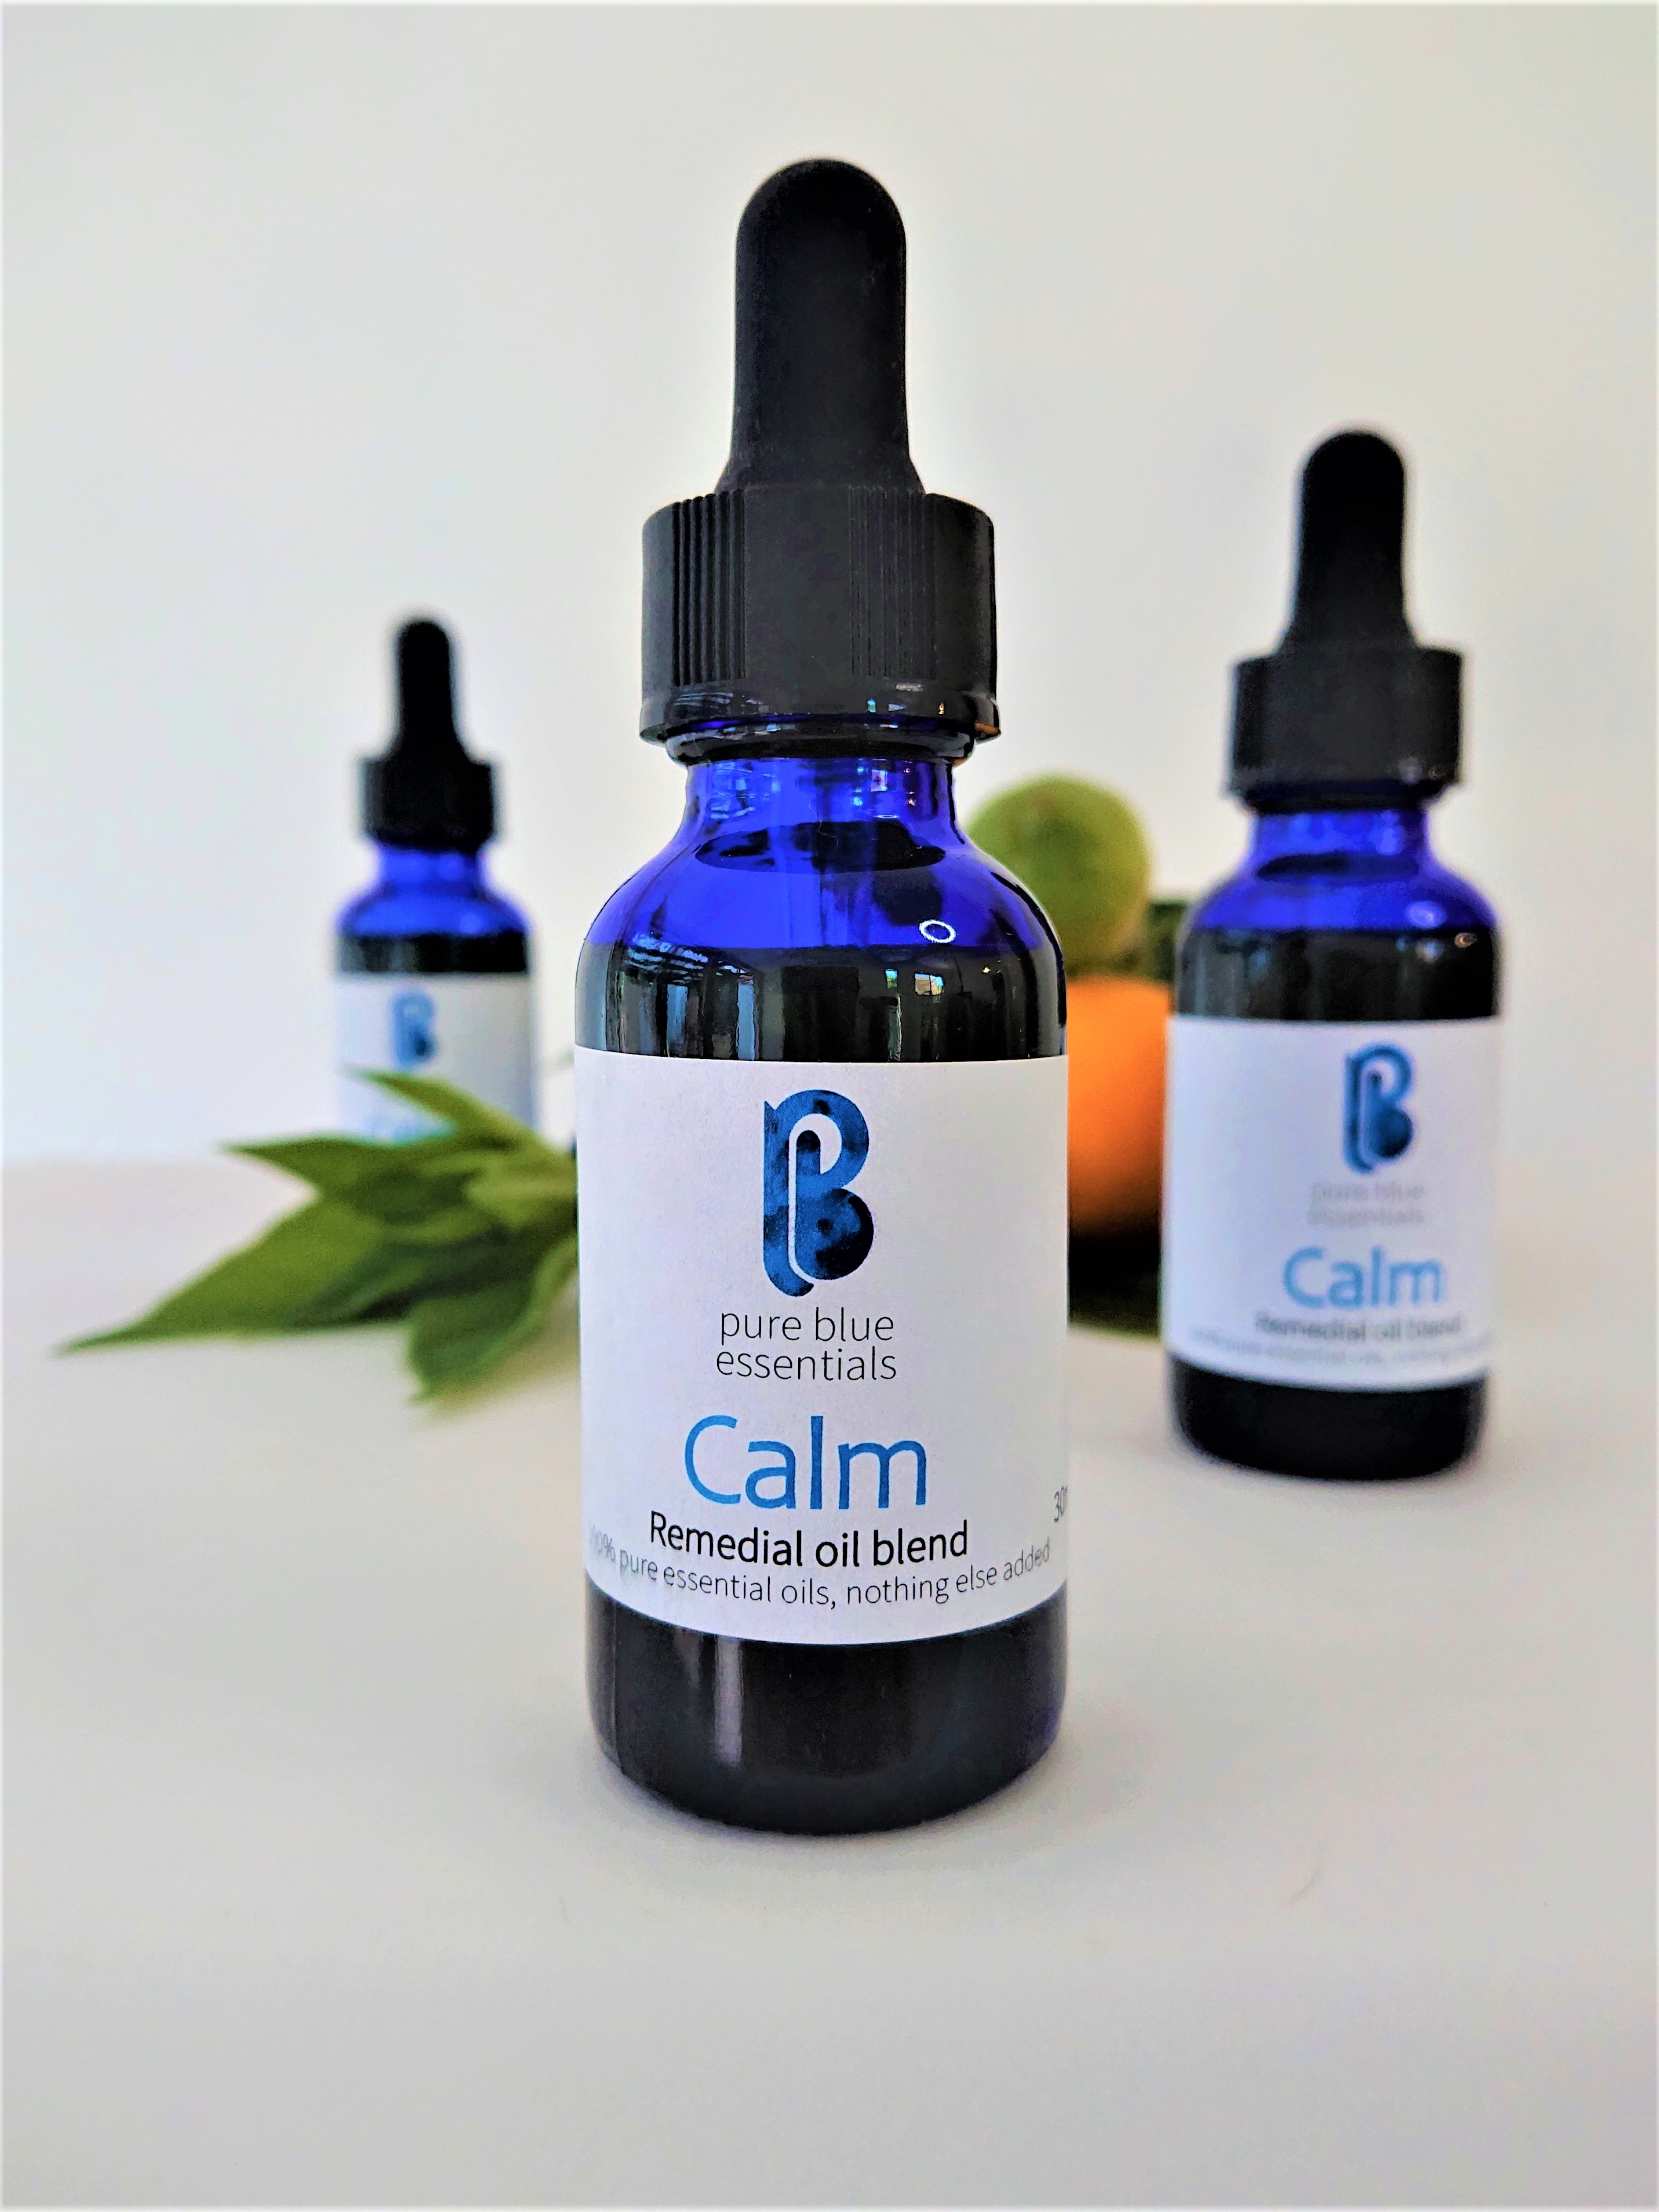 pure blue
essentials
Calm
Remedial oil blend
100% pure essential oils, nothing else added
pure blue
essentials
Calm
Remedial oil blend